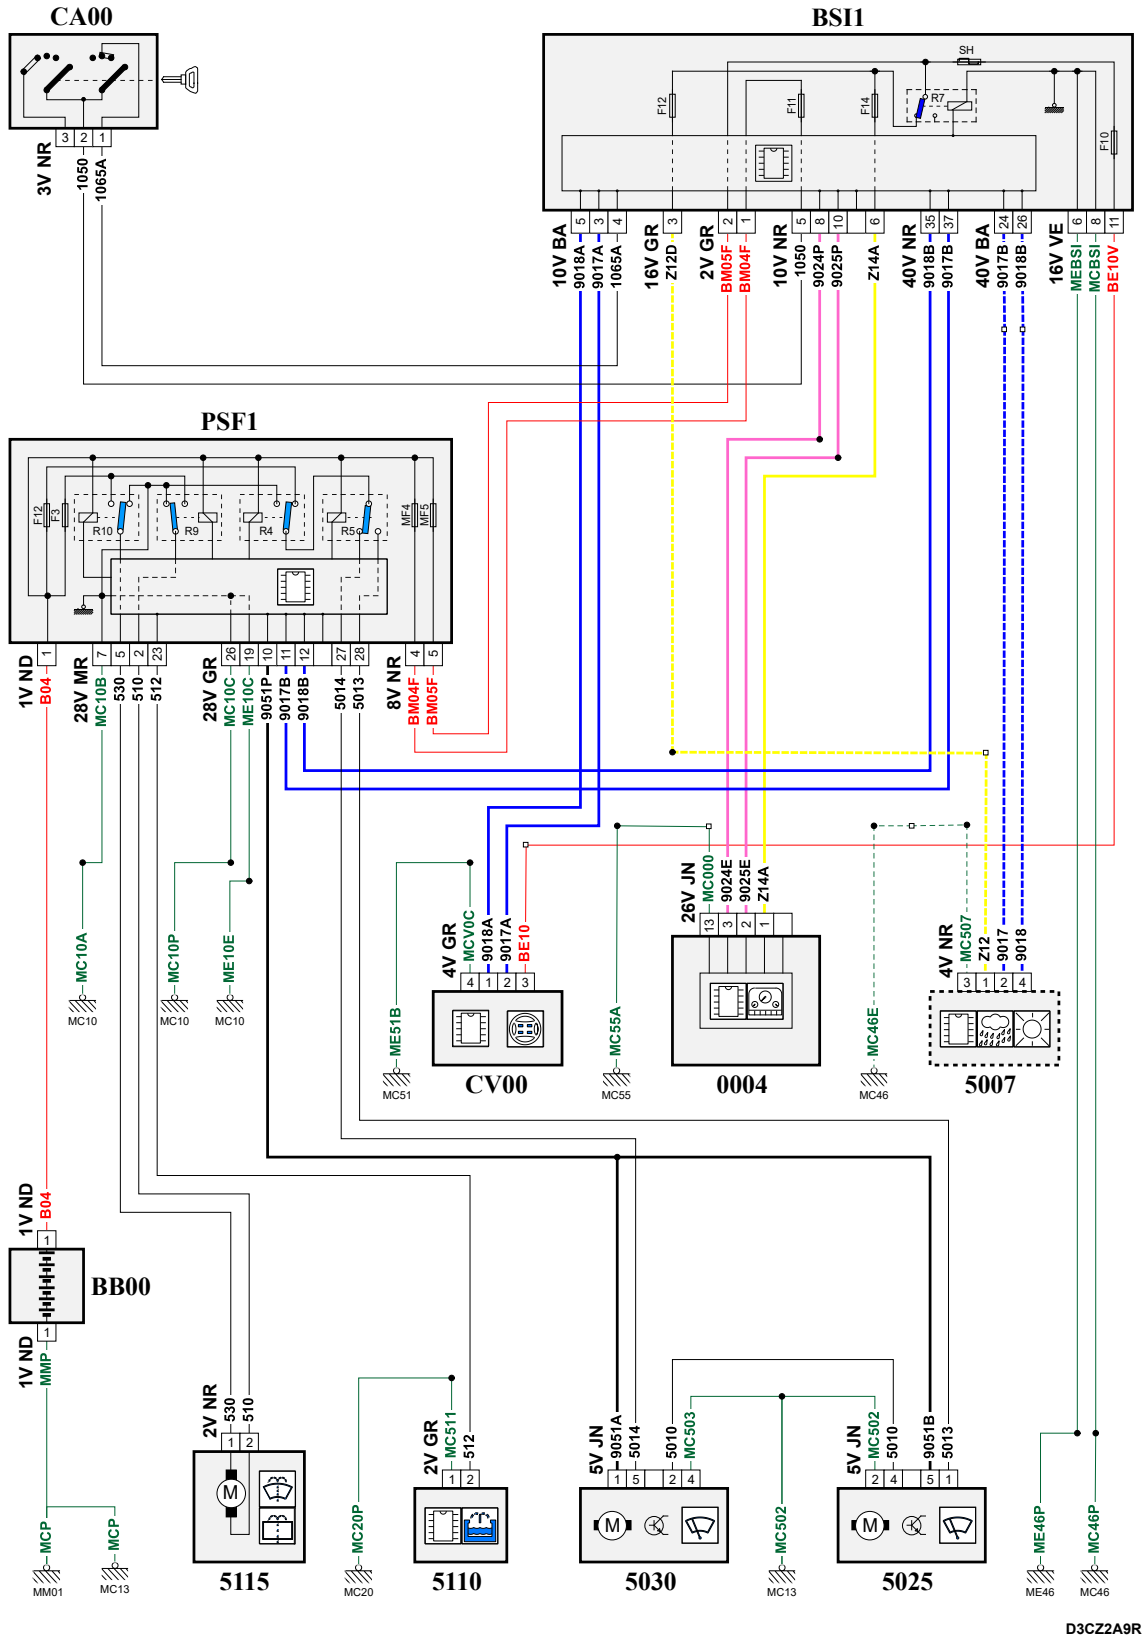 CA00
BSI1
SH
F12
F11
F14
R7
F10
3 2 1
3V NR
1050
1065A
5 3 4
10V BA
9018A
9017A
1065A
3
16V GR
Z12D
2 1
2V GR
BM05F
BM04F
5 8 10
10V NR
1050
9024P
9025P
6
Z14A
35 37
40V NR
9018B
9017B
24 26
40V BA
9017B
9018B
6 8 11
16V VE
MEBSI
MCBSI
BE10V
PSF1
F12
F3
R10
R9
R4
R5
MF4
MF5
1
1V ND
B04
7 5 2 23
28V MR
MC10B
530
510
512
26 19 10 11 12 27 28
28V GR
MC10C
ME10C
9051P
9017B
9018B
5014
5013
4 5
8V NR
BM04F
BM05F
MC10A
MC10
MC10P
MC10
ME10E
MC10
ME51B
MC51
4V GR
MCV0C
9018A
9017A
BE10
4 1 2 3
CV00
MC55A
MC55
26V JN
MC000
9024E
9025E
Z14A
13 3 2 1
0004
MC46E
MC46
4V NR
MC507
Z12
9017
9018
3 1 2 4
5007
1V ND
B04
1
BB00
1
1V ND
MMP
MCP
MM01
MCP
MC13
2V NR
530
510
1 2
M
5115
MC20P
MC20
2V GR
MC511
512
1 2
5110
5V JN
9051A
5014
5010
MC503
1 5 2 4
M
5030
MC502
MC13
5V JN
MC502
5010
9051B
5013
2 4 5 1
M
5025
ME46P
ME46
MC46P
MC46
D3CZ2A9R